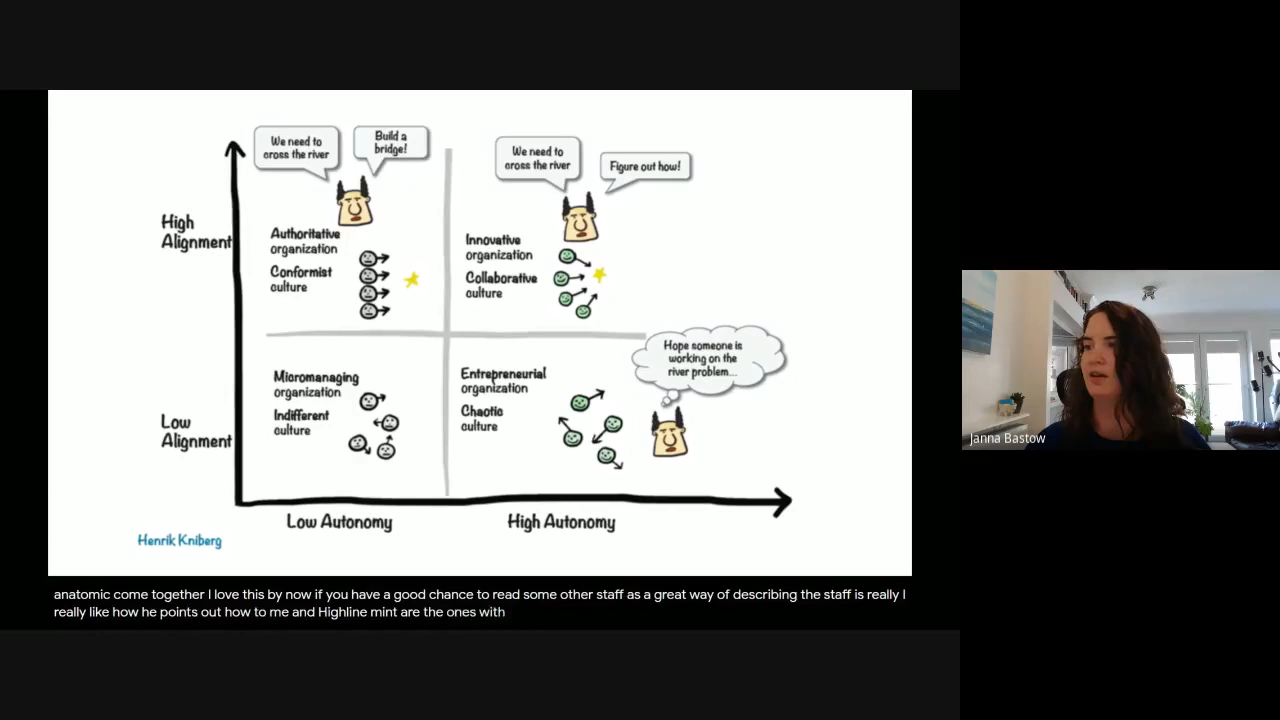 We need to
cross the river
Build a
bridge!
We need to
cross the river
Figure out how!
High
Alignment
Authoritative
organization
Conformist
culture
Innovative
organization
Collaborative
culture
Hope someone is
working on the
river problem...
Low
Alignment
Micromanaging
organization
Indifferent
culture
Entrepreneurial
organization
Chaotic
culture
Low Autonomy
High Autonomy
Henrik Kniberg
Janna Bastow
anatomic come together I love this by now if you have a good chance to read some other staff as a great way of describing the staff is really I
really like how he points out how to me and Highline mint are the ones with